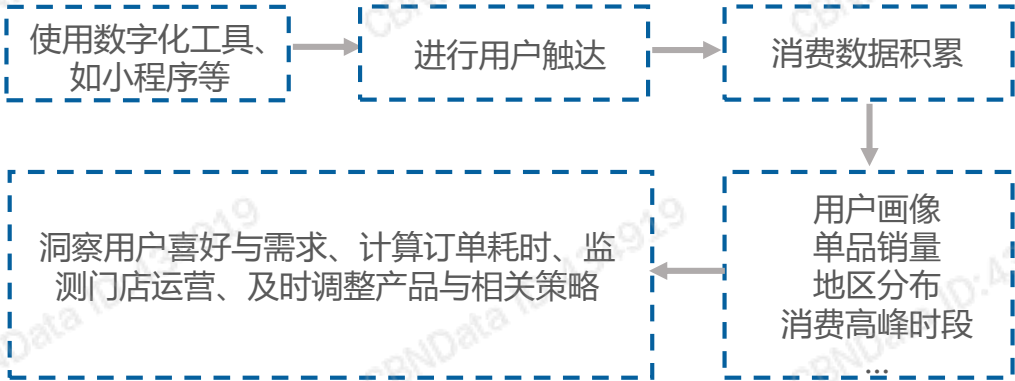 使用数字化工具、
如小程序等
进行用户触达
消费数据积累
用户画像
单品销量
地区分布
消费高峰时段
...
洞察用户喜好与需求、计算订单耗时、监
测门店运营、及时调整产品与相关策略